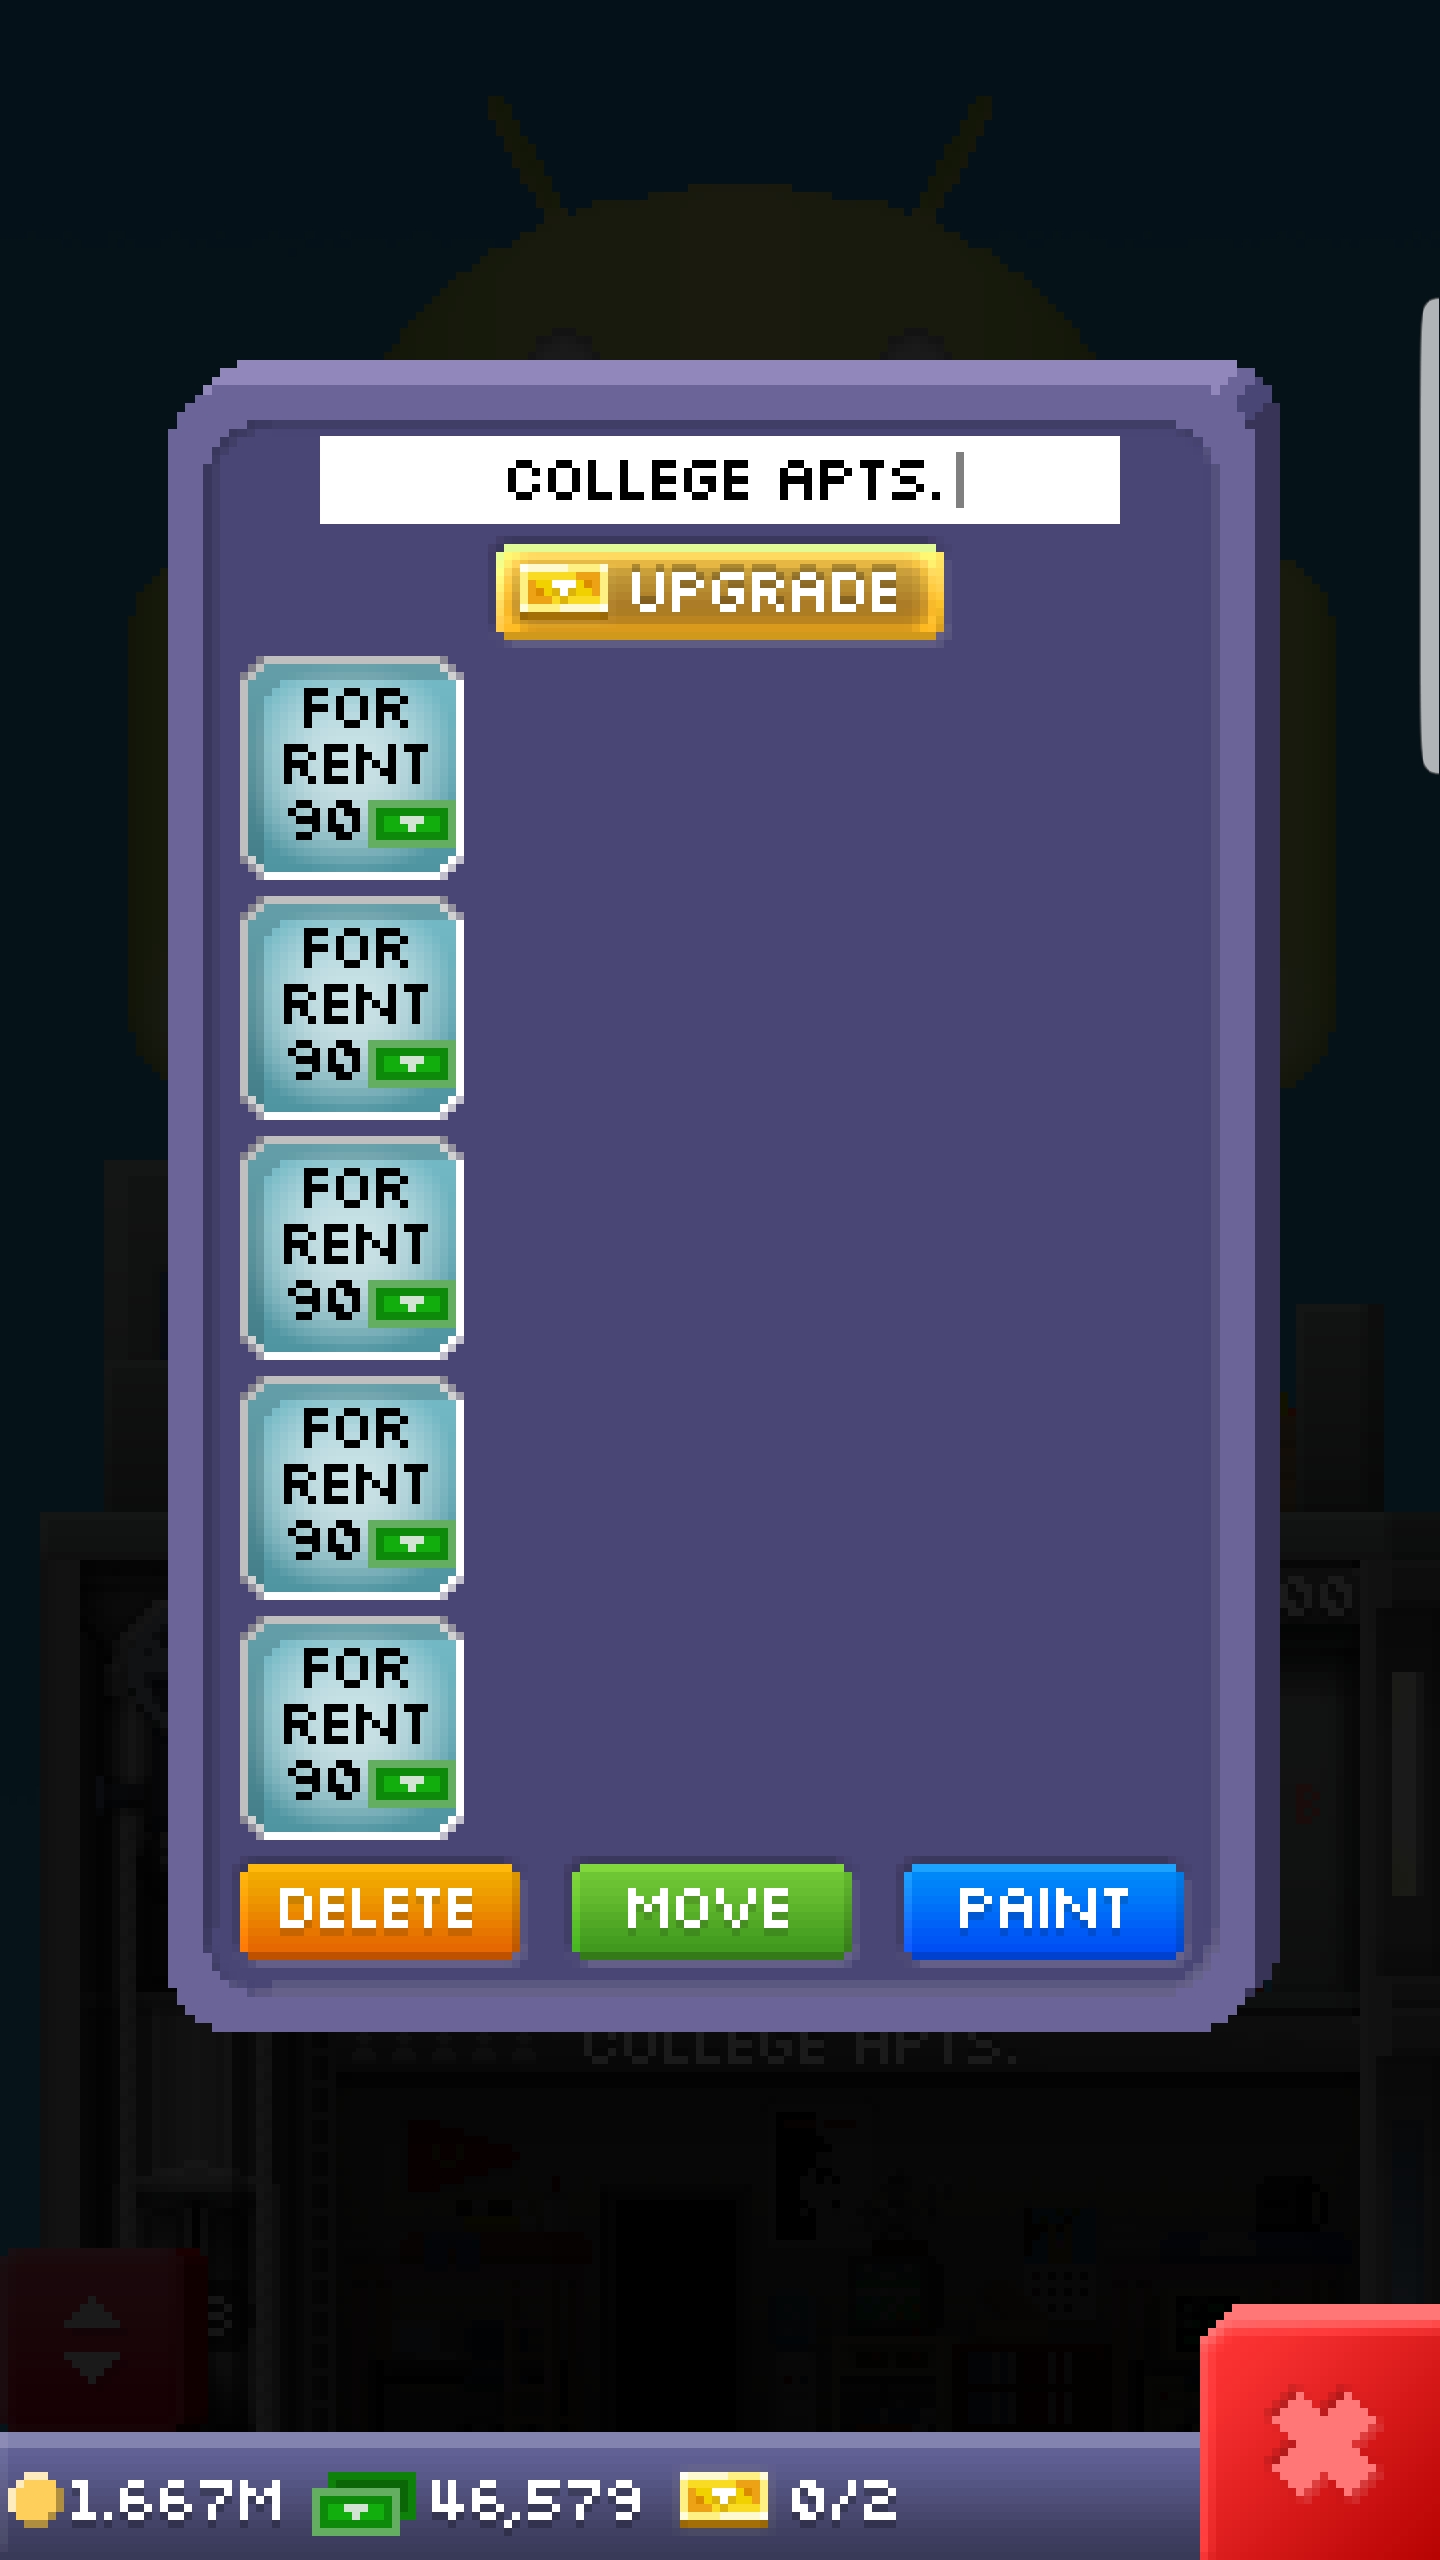 COLLEGE APTS.
UPGRADE
FOR
RENT
90
FOR
RENT
90
FOR
RENT
90
FOR
RENT
90
FOR
RENT
90
DELETE
MOVE
PAINT
COLLEGE APTS.
1.667M 46,579 0/2